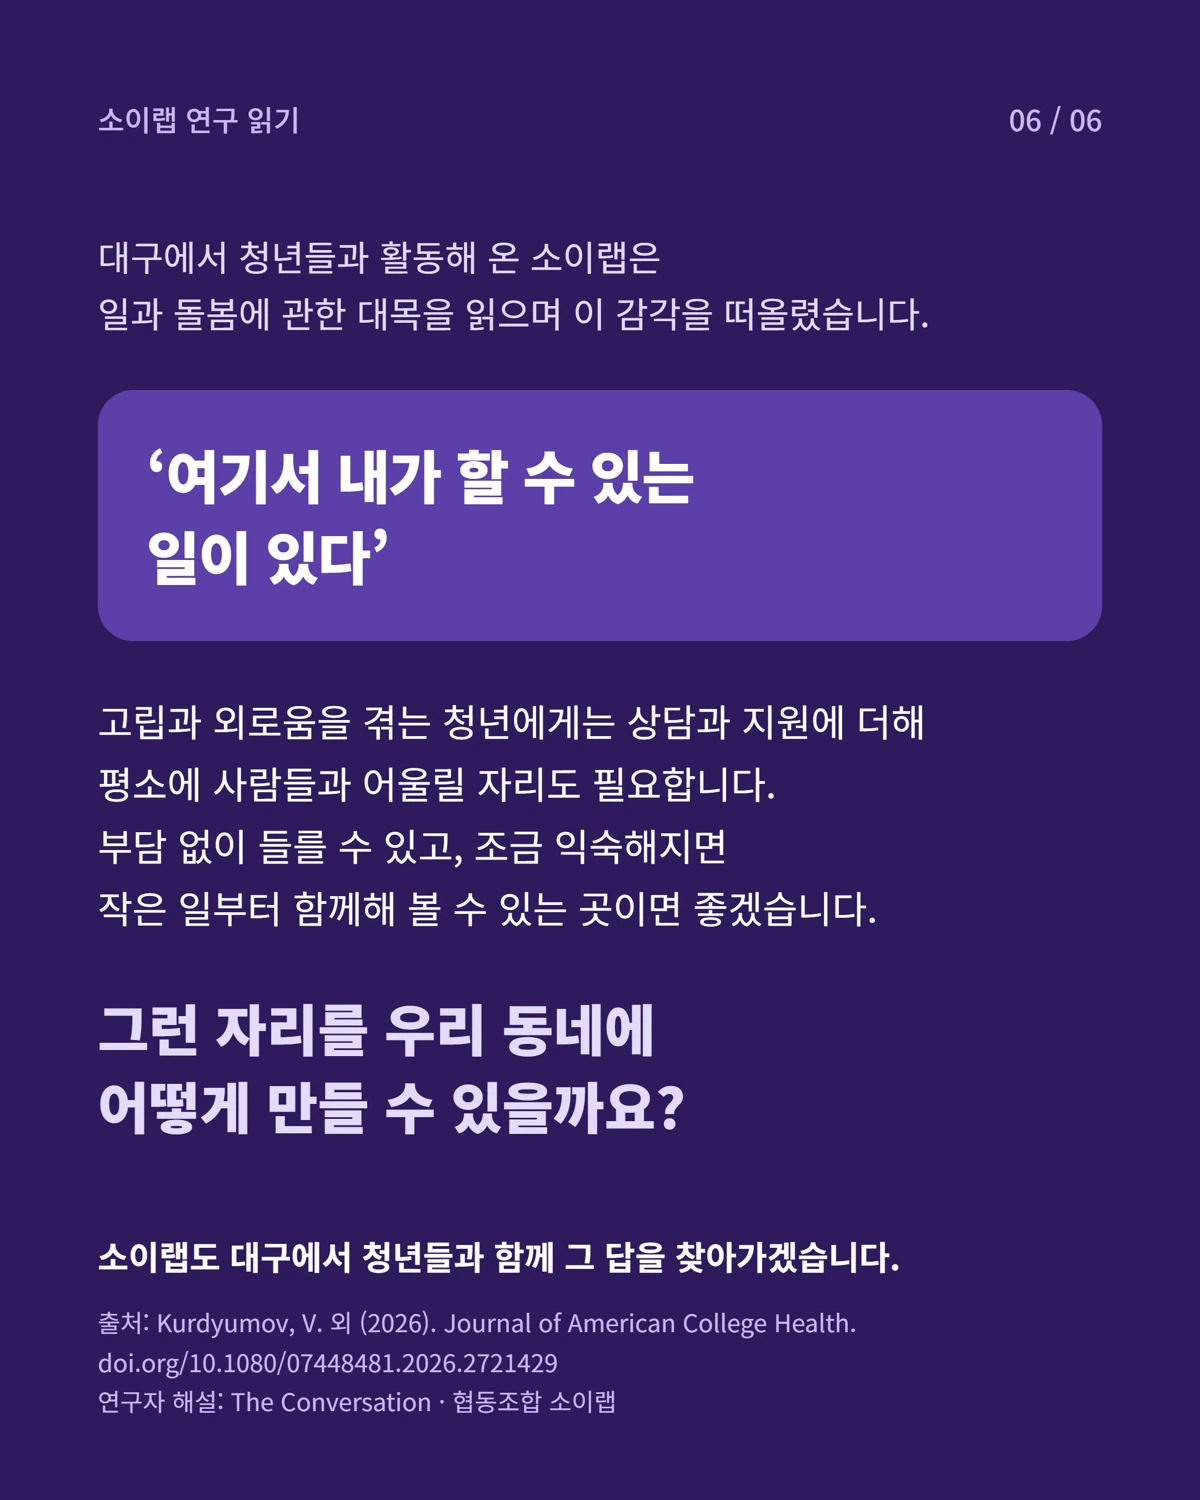 소이랩 연구 읽기
06 / 06
대구에서 청년들과 활동해 온 소이랩은
일과 돌봄에 관한 대목을 읽으며 이 감각을 떠올렸습니다.
‘여기서 내가 할 수 있는
일이 있다’
고립과 외로움을 겪는 청년에게는 상담과 지원에 더해
평소에 사람들과 어울릴 자리도 필요합니다.
부담 없이 들를 수 있고, 조금 익숙해지면
작은 일부터 함께해 볼 수 있는 곳이면 좋겠습니다.
그런 자리를 우리 동네에
어떻게 만들 수 있을까요?
소이랩도 대구에서 청년들과 함께 그 답을 찾아가겠습니다.
출처: Kurdyumov, V. 외 (2026). Journal of American College Health.
doi.org/10.1080/07448481.2026.2721429
연구자 해설: The Conversation · 협동조합 소이랩